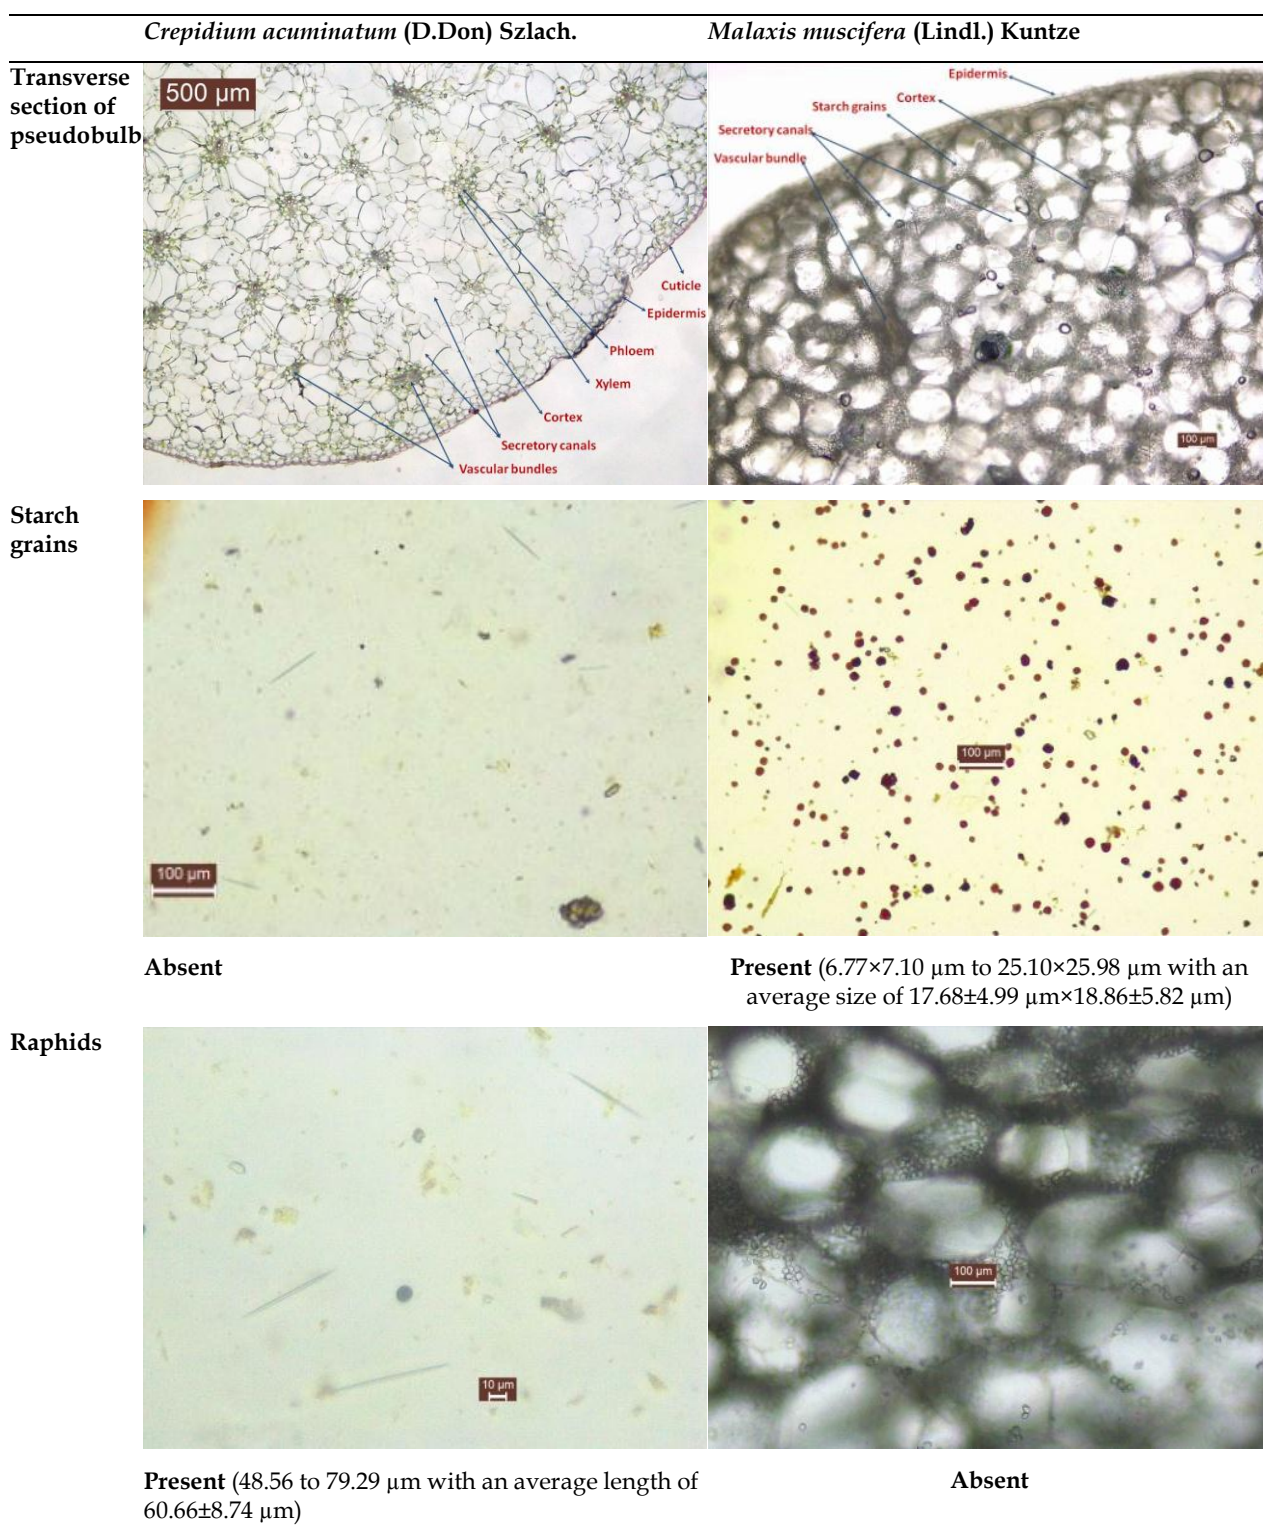 Crepidium acuminatum (D.Don) Szlach.
Malaxis muscifera (Lindl.) Kuntze
Transverse
section of
pseudobulb
500 µm
Cuticle
Epidermis
Phloem
Xylem
Cortex
Secretory canals
Vascular bundles
Epidermis
Cortex
Starch grains
Secretory canals
Vascular bundle
100 µm
Starch
grains
100 µm
100 µm
Absent
Present (6.77×7.10 µm to 25.10×25.98 µm with an
average size of 17.68±4.99 µm×18.86±5.82 µm)
Raphids
10 µm
100 µm
Present (48.56 to 79.29 µm with an average length of
60.66±8.74 µm)
Absent